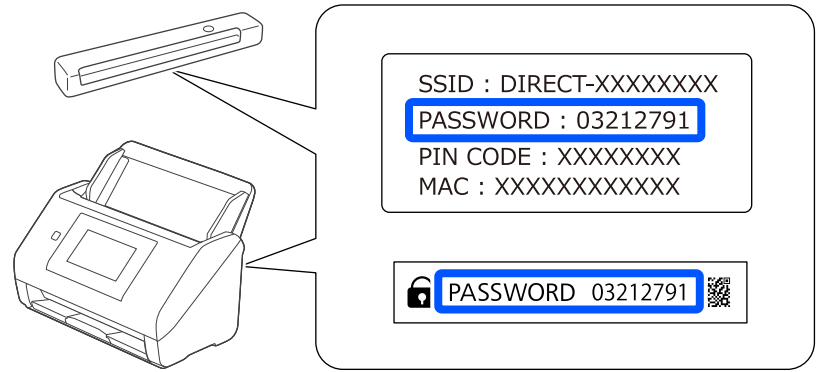 SSID : DIRECT-XXXXXXXX
PASSWORD : 03212791
PIN CODE : XXXXXXXX
MAC : XXXXXXXXXXXX
PASSWORD 03212791